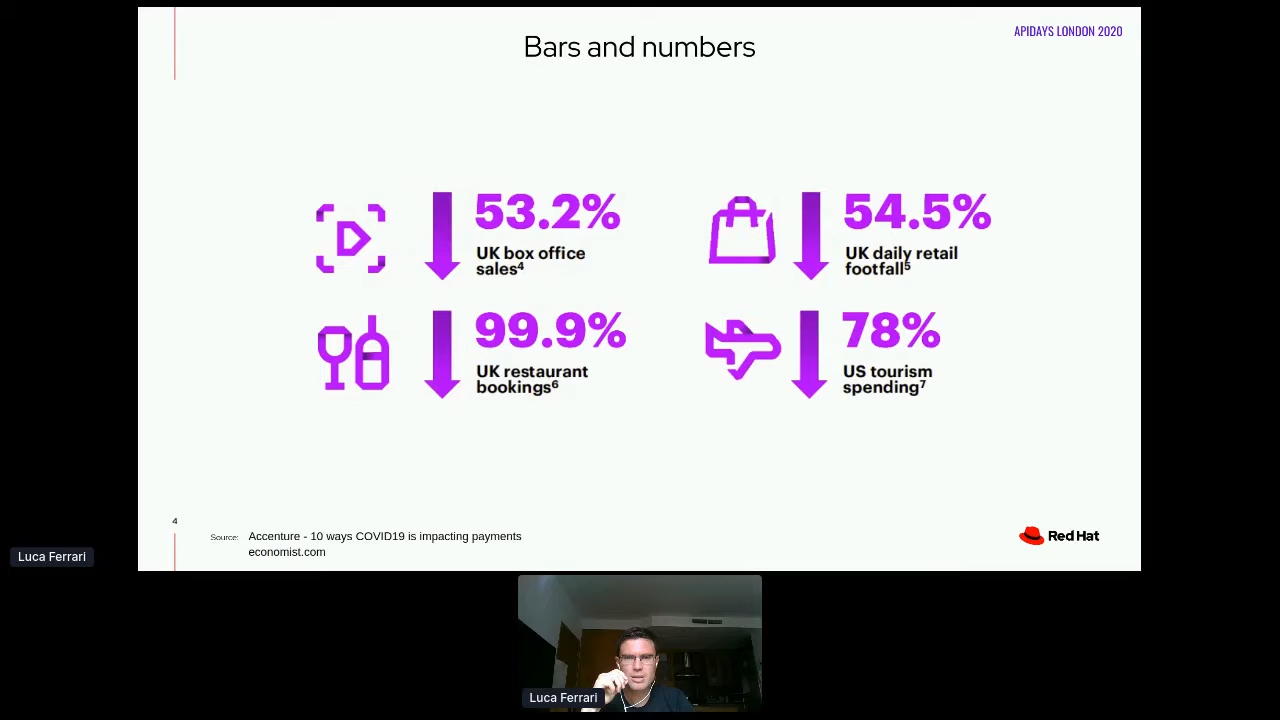 Bars and numbers
APIDAYS LONDON 2020
53.2%
UK box office
sales⁴
54.5%
UK daily retail
footfall⁵
99.9%
UK restaurant
bookings⁶
78%
US tourism
spending⁷
4
Source: Accenture - 10 ways COVID19 is impacting payments
economist.com
Red Hat
Luca Ferrari
Luca Ferrari